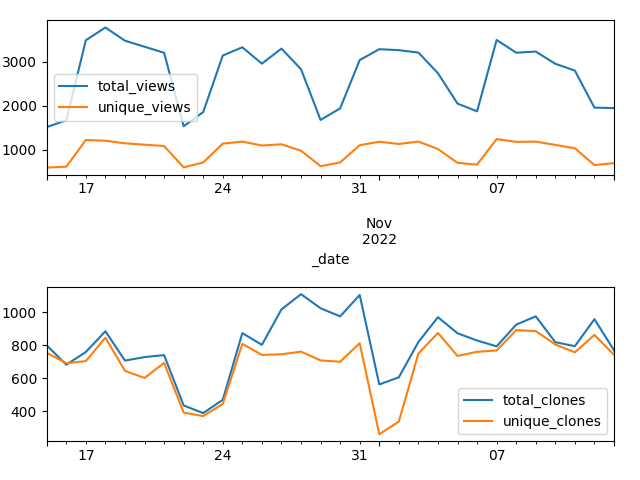 3000
2000
1000
total_views
unique_views
17
24
31
07
Nov
2022
_date
1000
800
600
400
total_clones
unique_clones
17
24
31
07